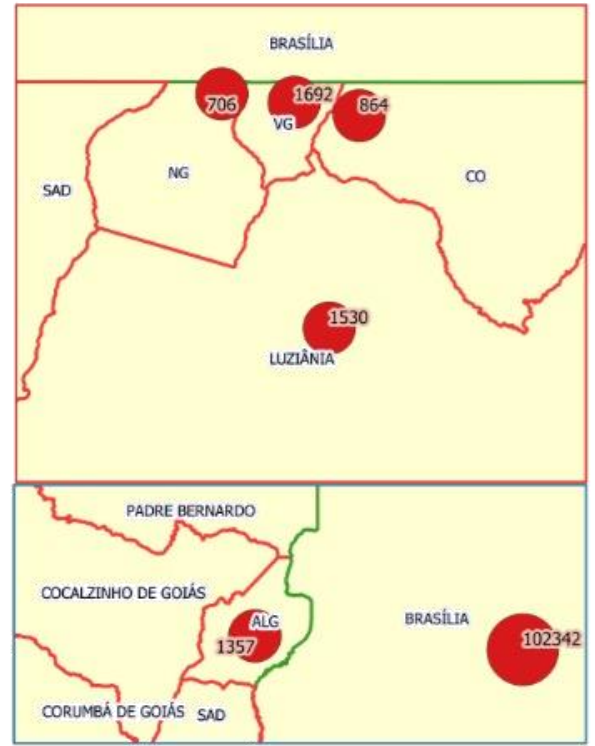 BRASÍLIA
706
1692
864
VG
NG
SAD
CO
1530
LUZIÂNIA
PADRE BERNARDO
COCALZINHO DE GOIÁS
ALG
BRASÍLIA
1357
102342
CORUMBÁ DE GOIÁS
SAD